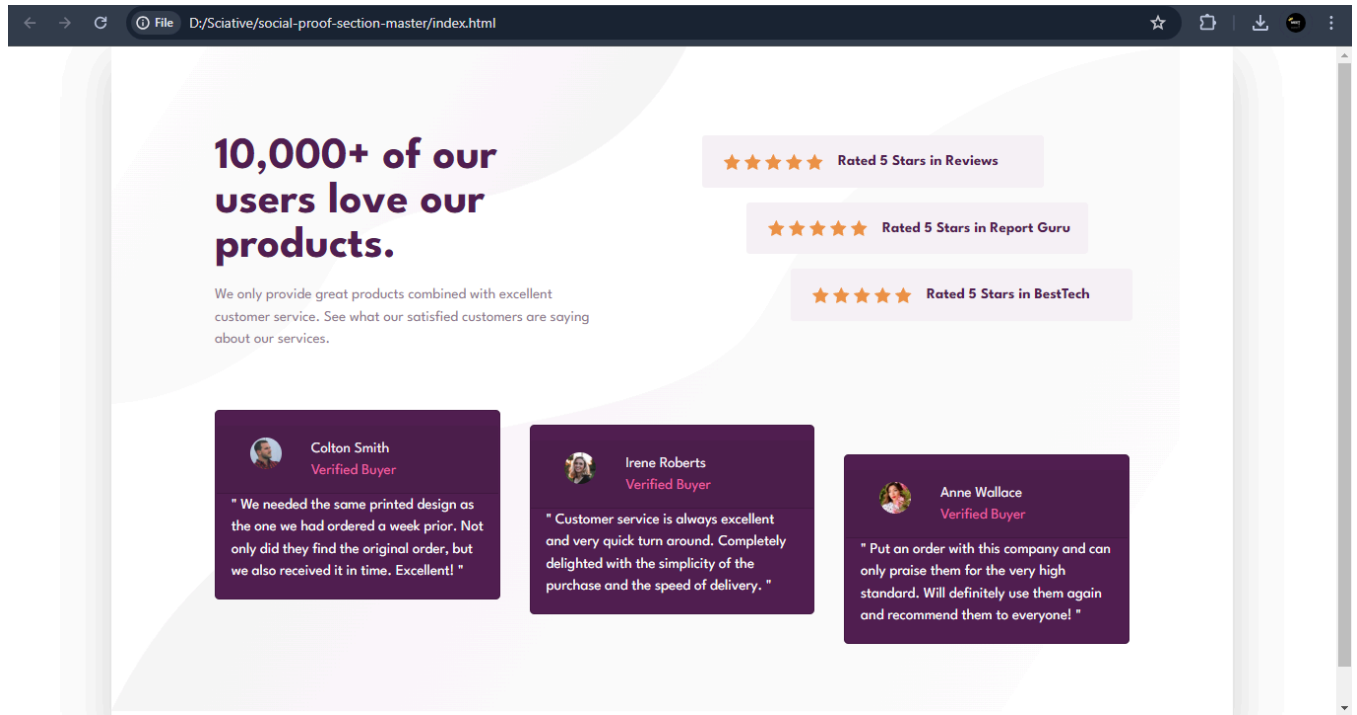 File D:/Sciative/social-proof-section-master/index.html
10,000+ of our
users love our
products.
We only provide great products combined with excellent
customer service. See what our satisfied customers are saying
about our services.
Rated 5 Stars in Reviews
Rated 5 Stars in Report Guru
Rated 5 Stars in BestTech
Colton Smith
Verified Buyer
" We needed the same printed design as
the one we had ordered a week prior. Not
only did they find the original order, but
we also received it in time. Excellent! "
Irene Roberts
Verified Buyer
" Customer service is always excellent
and very quick turn around. Completely
delighted with the simplicity of the
purchase and the speed of delivery. "
Anne Wallace
Verified Buyer
" Put an order with this company and can
only praise them for the very high
standard. Will definitely use them again
and recommend them to everyone! "